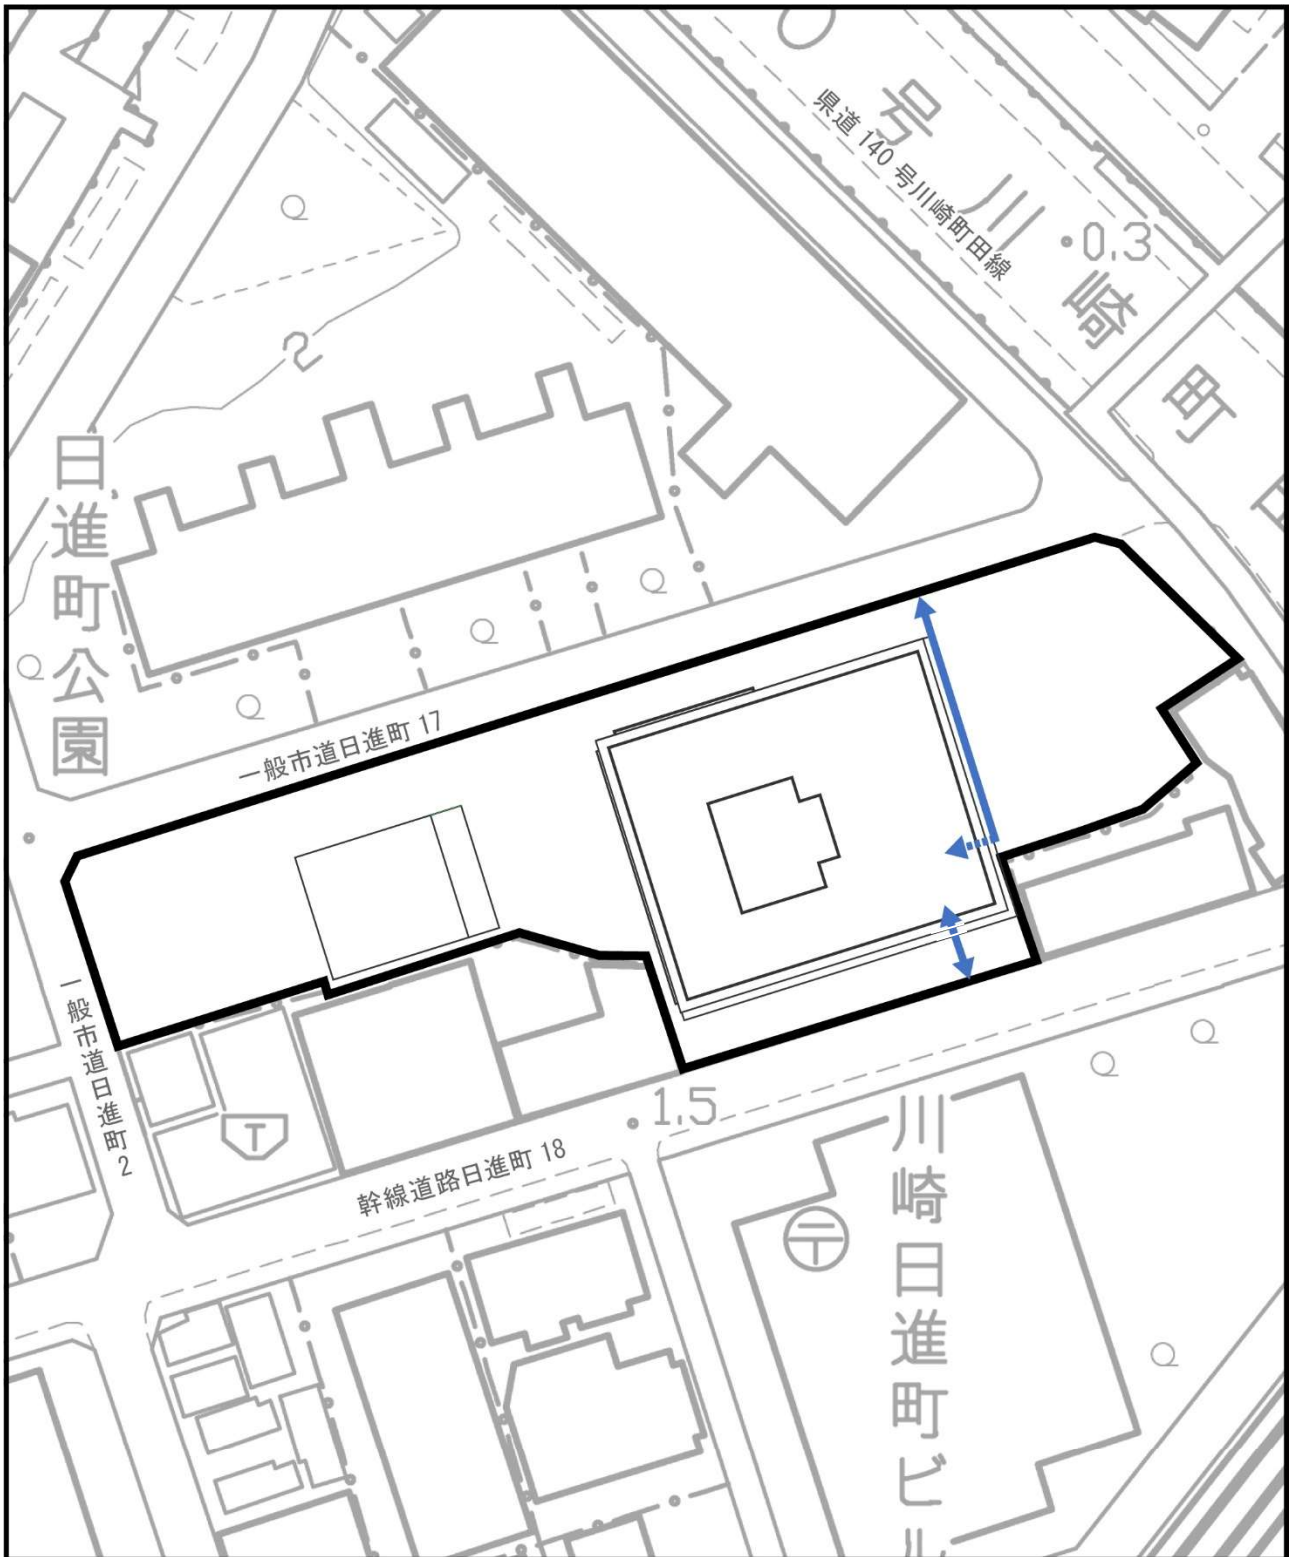 号川崎町
県道 140 号川崎町田線
0.3
日進町公園
一般市道日進町 17
一般市道日進町 2
1.5
幹線道路日進町 18
川崎日進町ビル